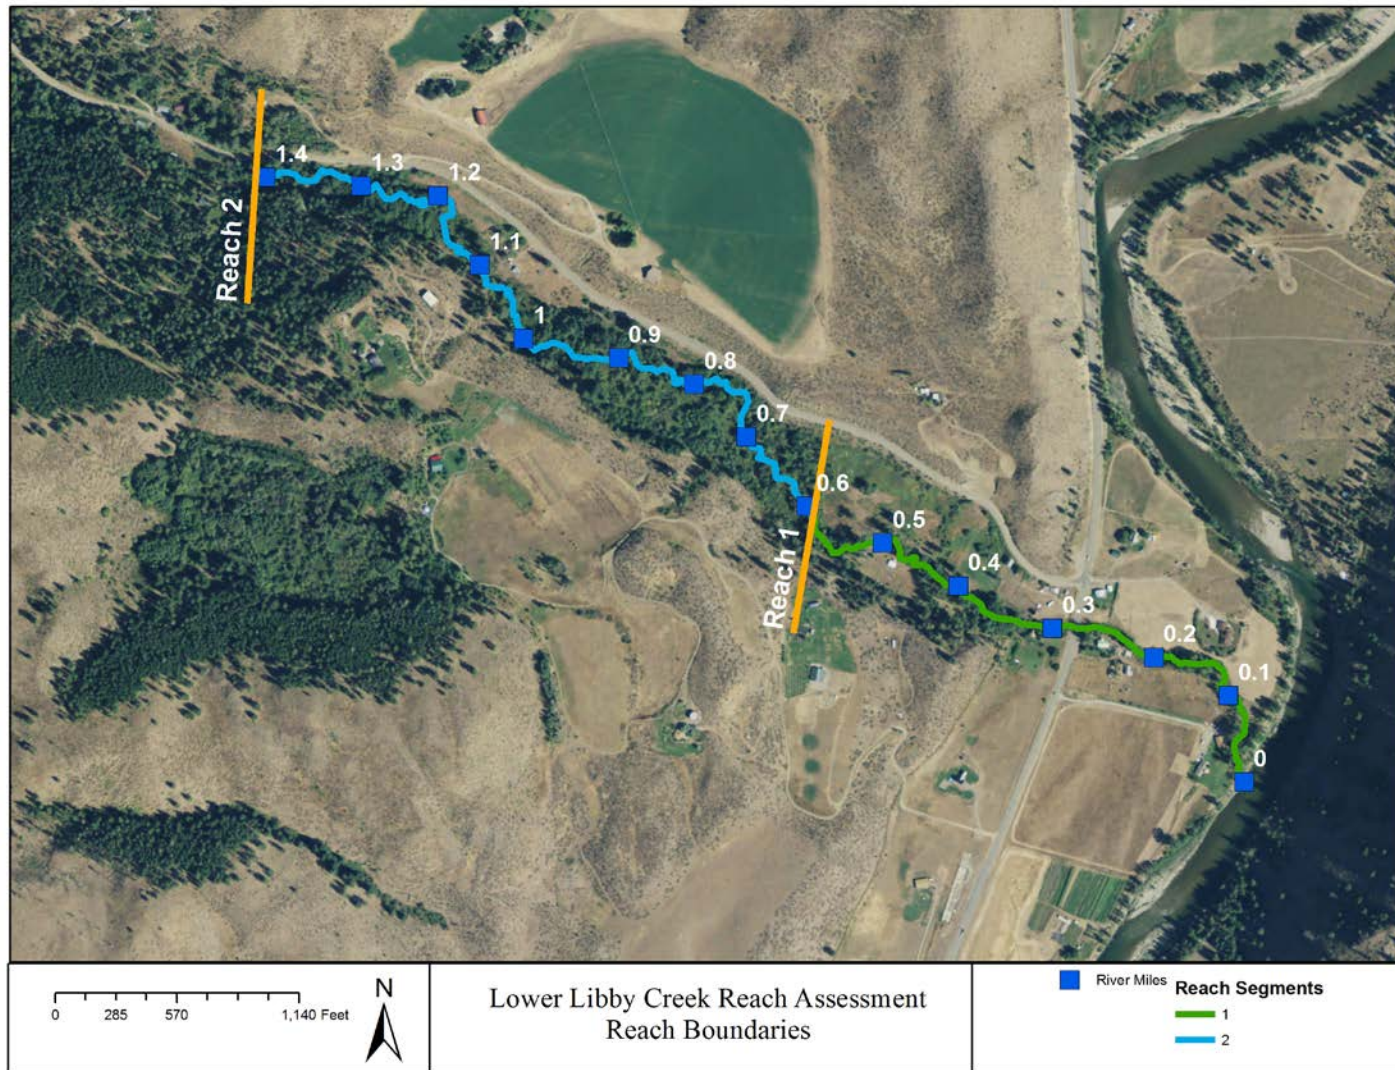 1.4
1.3
1.2
Reach 2
1.1
1
0.9
0.8
0.7
0.6
Reach 1
0.5
0.4
0.3
0.2
0.1
0
0 285 570 1,140 Feet
N
Lower Libby Creek Reach Assessment
Reach Boundaries
River Miles
Reach Segments
1
2